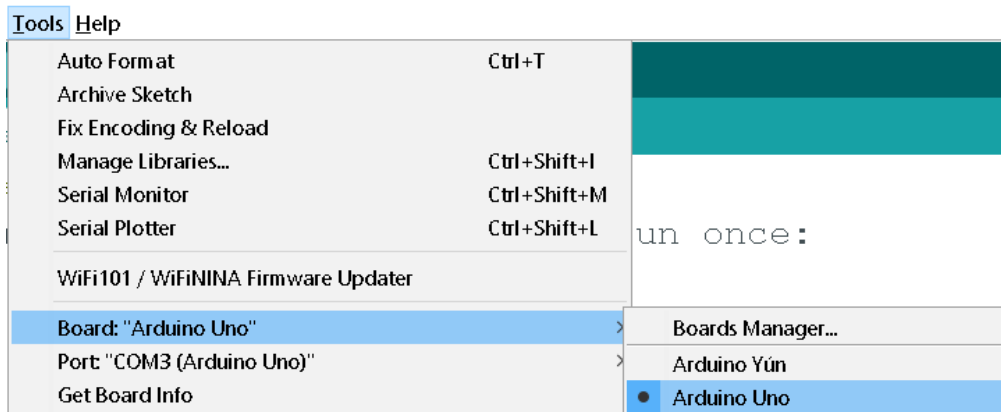 Tools Help
Auto Format Ctrl+T
Archive Sketch
Fix Encoding & Reload
Manage Libraries... Ctrl+Shift+I
Serial Monitor Ctrl+Shift+M
Serial Plotter Ctrl+Shift+L
un once:
WiFi101 / WiFiNINA Firmware Updater
Board: "Arduino Uno"
Boards Manager...
Port: "COM3 (Arduino Uno)"
Arduino Yún
Get Board Info
Arduino Uno